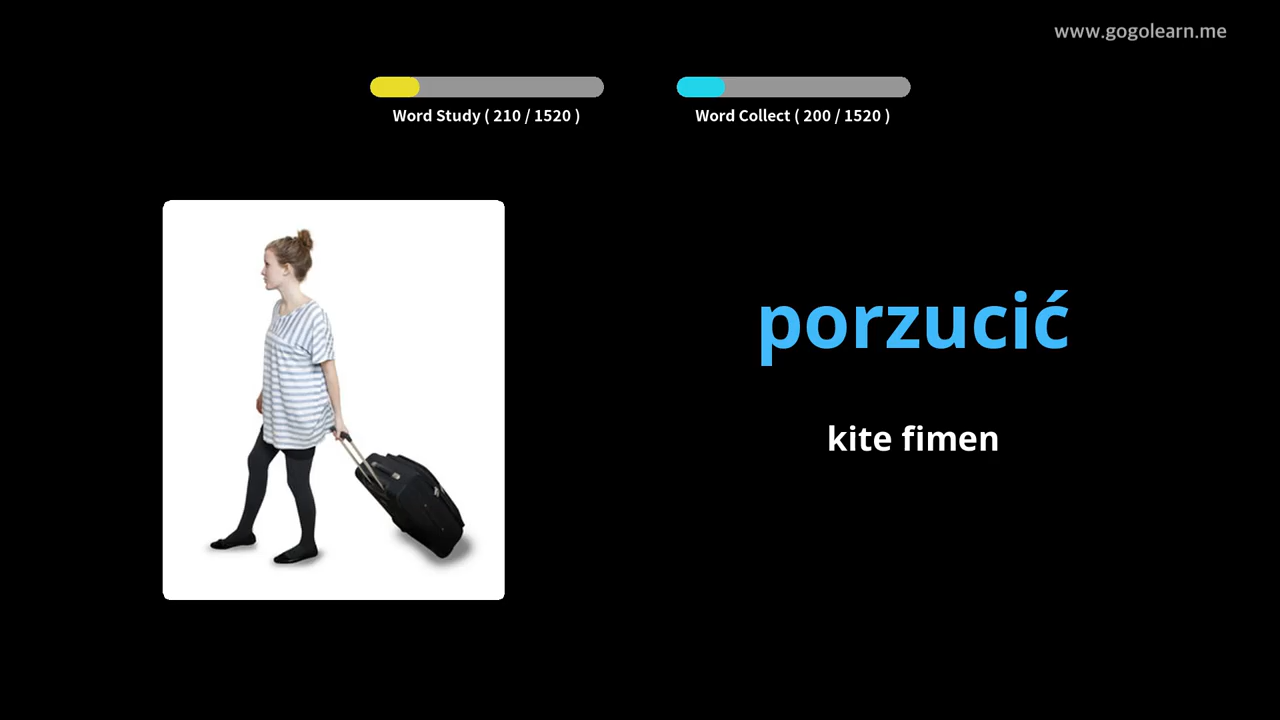 www.gogolearn.me
Word Study ( 210 / 1520 )
Word Collect ( 200 / 1520 )
porzucić
kite fimen